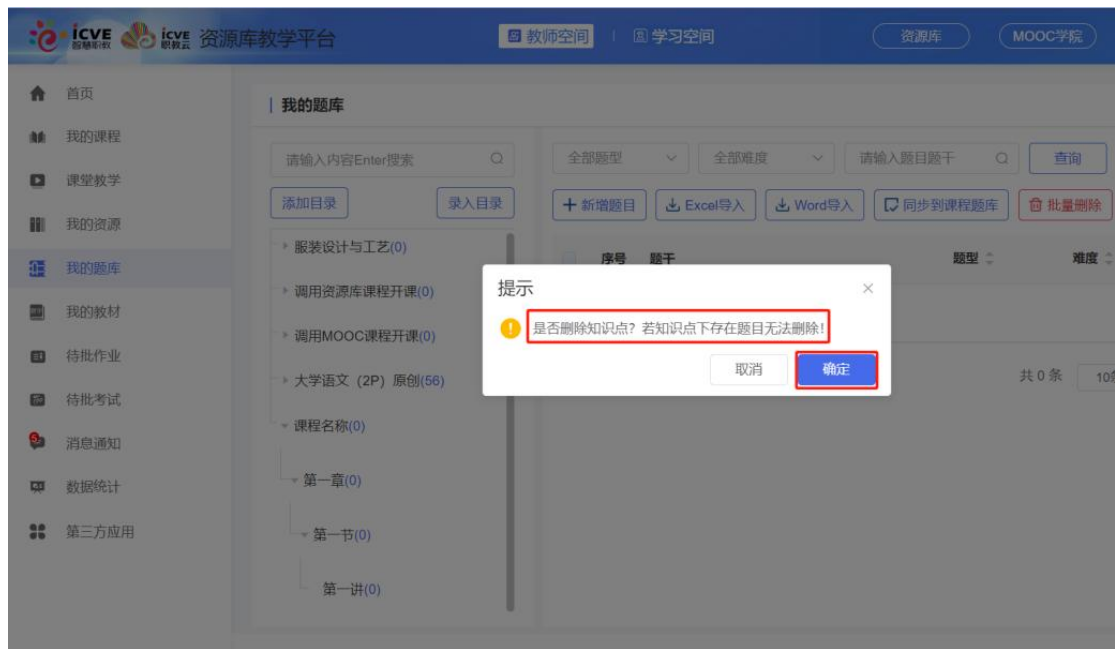 icve 智慧职教 icve 职教云 资源库教学平台 教师空间 学习空间 资源库 MOOC学院
首页
我的课程
课堂教学
我的资源
我的题库
我的教材
待批作业
待批考试
5
消息通知
数据统计
第三方应用
我的题库
请输入内容Enter搜索
添加目录 录入目录
服装设计与工艺(0)
调用资源库课程开课(0)
调用MOOC课程开课(0)
大学语文（2P）原创(56)
课程名称(0)
第一章(0)
第一节(0)
第一讲(0)
全部题型 全部难度 请输入题目题干 查询
新增题目 Excel导入 Word导入 同步到课程题库 批量删除
序号 题干 题型 难度
提示
是否删除知识点？若知识点下存在题目无法删除！
取消 确定
共 0 条 10